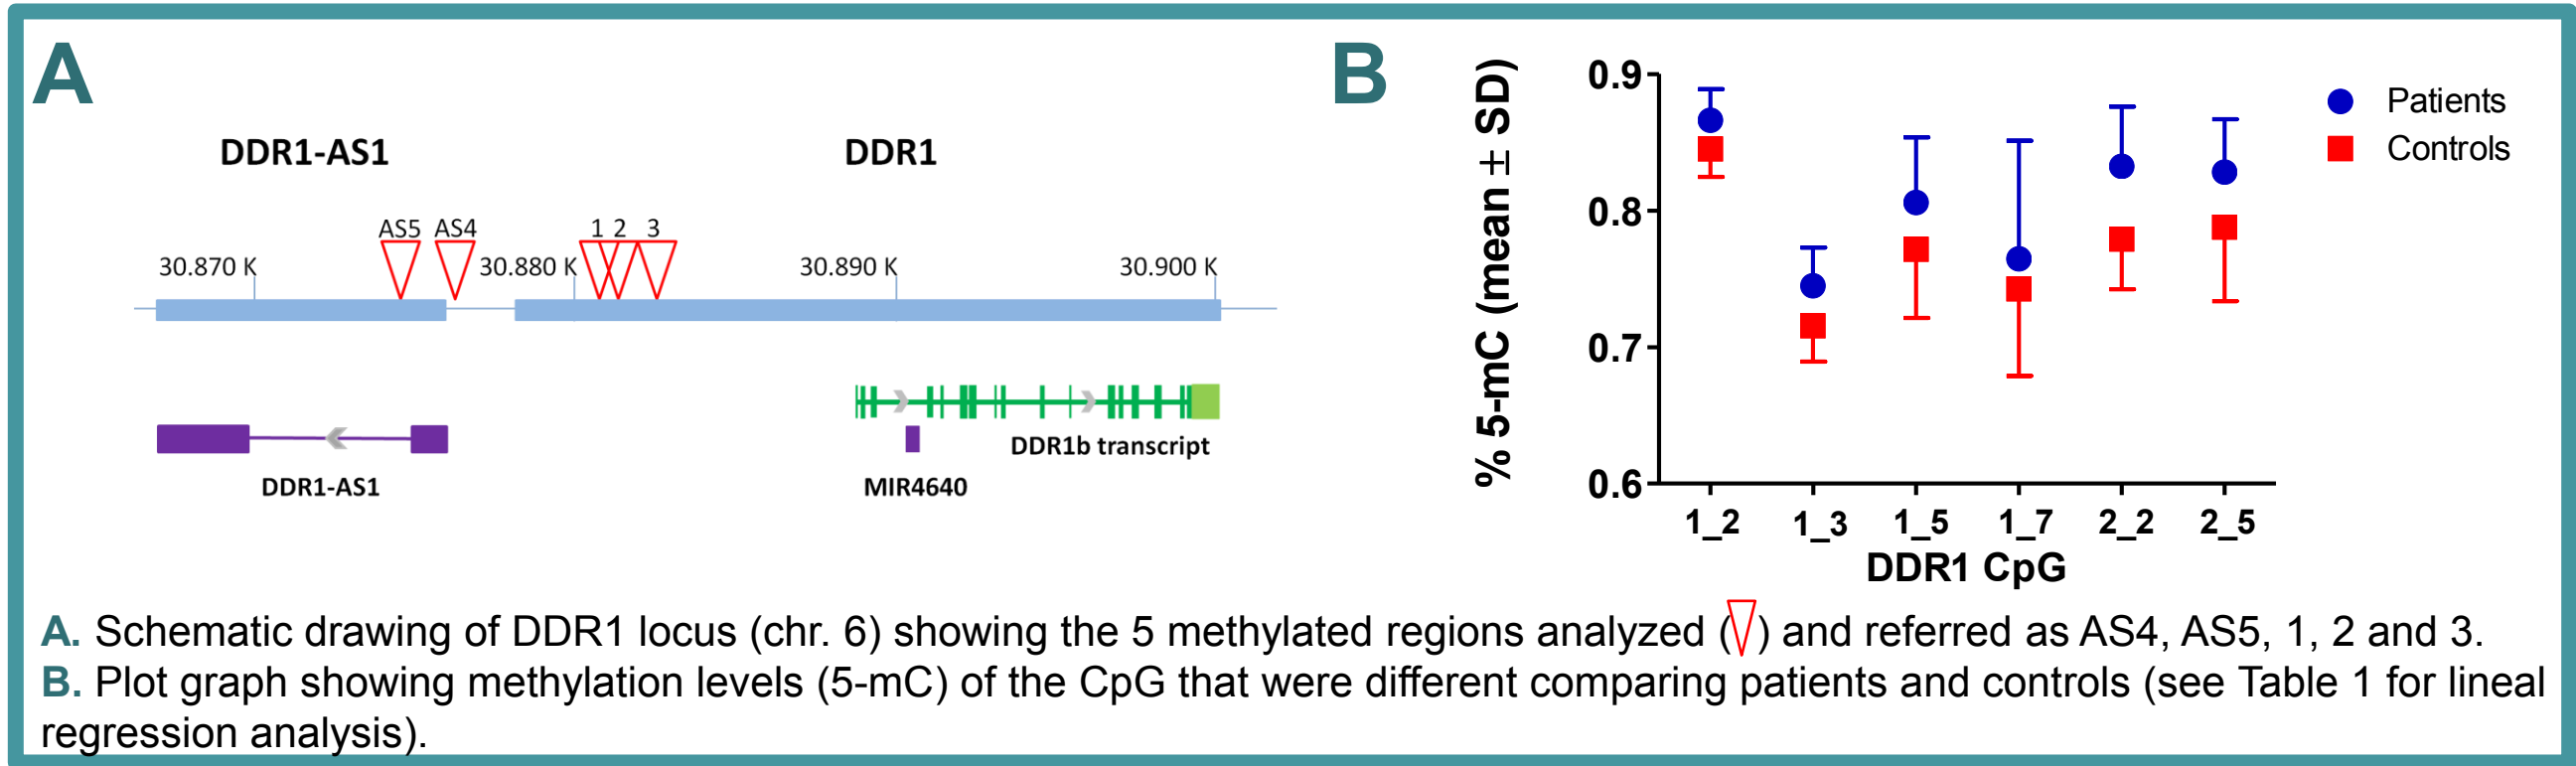 A
DDR1-AS1
DDR1
AS5
AS4
1
2
3
30.870 K
30.880 K
30.890 K
30.900 K
DDR1b transcript
DDR1-AS1
MIR4640
B
% 5-mC (mean ± SD)
0.9
0.8
0.7
0.6
1_2
1_3
1_5
1_7
2_2
2_5
DDR1 CpG
Patients
Controls
A. Schematic drawing of DDR1 locus (chr. 6) showing the 5 methylated regions analyzed ( ) and referred as AS4, AS5, 1, 2 and 3.
B. Plot graph showing methylation levels (5-mC) of the CpG that were different comparing patients and controls (see Table 1 for lineal
regression analysis).